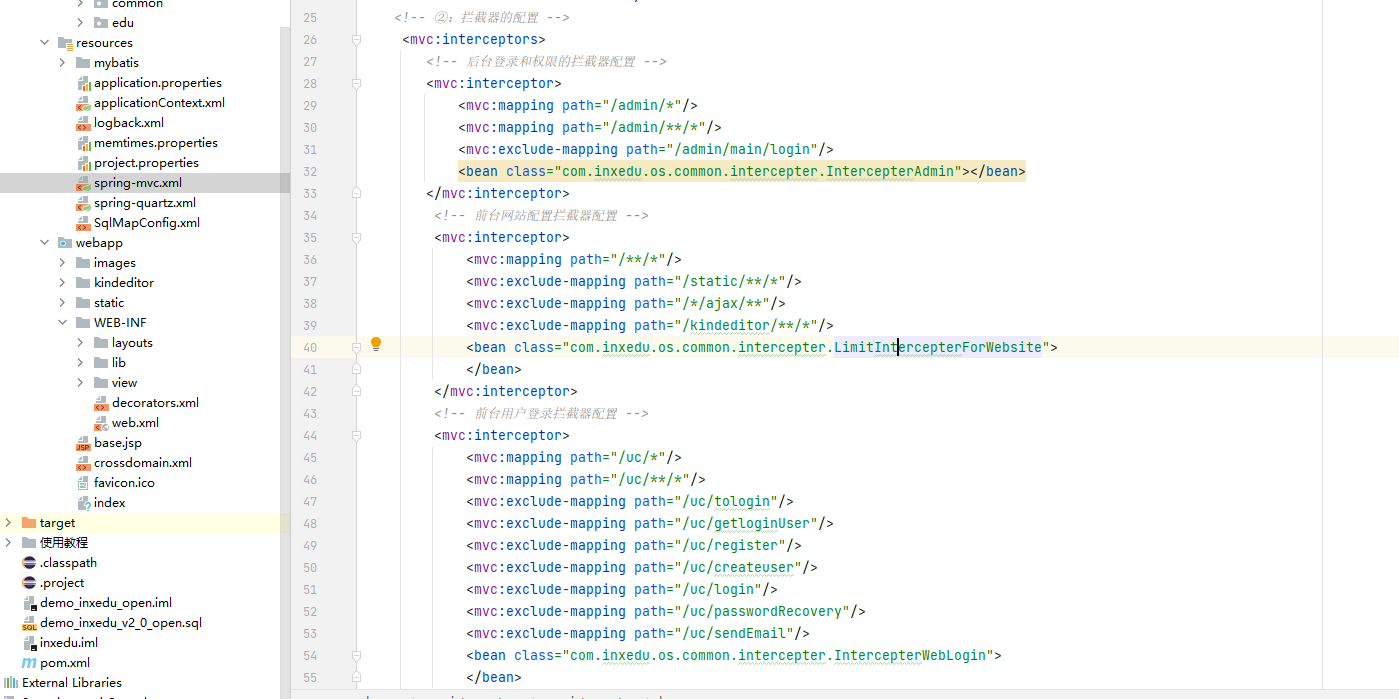 common
edu
resources
mybatis
application.properties
applicationContext.xml
logback.xml
memtimes.properties
project.properties
spring-mvc.xml
spring-quartz.xml
SqlMapConfig.xml
webapp
images
kindeditor
static
WEB-INF
layouts
lib
view
decorators.xml
web.xml
base.jsp
crossdomain.xml
favicon.ico
index
target
使用教程
.classpath
.project
demo_inxedu_open.iml
demo_inxedu_v2_0_open.sql
inxedu.iml
pom.xml
External Libraries
25 <!-- ②：拦截器的配置 -->
26 <mvc:interceptors>
27 <!-- 后台登录和权限的拦截器配置 -->
28 <mvc:interceptor>
29 <mvc:mapping path="/admin/*"/>
30 <mvc:mapping path="/admin/**/*"/>
31 <mvc:exclude-mapping path="/admin/main/login"/>
32 <bean class="com.inxedu.os.common.intercepter.IntercepterAdmin"></bean>
33 </mvc:interceptor>
34 <!-- 前台网站配置拦截器配置 -->
35 <mvc:interceptor>
36 <mvc:mapping path="/**/*"/>
37 <mvc:exclude-mapping path="/static/**/*"/>
38 <mvc:exclude-mapping path="/*/ajax/**"/>
39 <mvc:exclude-mapping path="/kindeditor/**/*"/>
40 <bean class="com.inxedu.os.common.intercepter.LimitIntercepterForWebsite">
41 </bean>
42 </mvc:interceptor>
43 <!-- 前台用户登录拦截器配置 -->
44 <mvc:interceptor>
45 <mvc:mapping path="/uc/*"/>
46 <mvc:mapping path="/uc/**/*"/>
47 <mvc:exclude-mapping path="/uc/tologin"/>
48 <mvc:exclude-mapping path="/uc/getloginUser"/>
49 <mvc:exclude-mapping path="/uc/register"/>
50 <mvc:exclude-mapping path="/uc/createuser"/>
51 <mvc:exclude-mapping path="/uc/login"/>
52 <mvc:exclude-mapping path="/uc/passwordRecovery"/>
53 <mvc:exclude-mapping path="/uc/sendEmail"/>
54 <bean class="com.inxedu.os.common.intercepter.IntercepterWebLogin">
55 </bean>